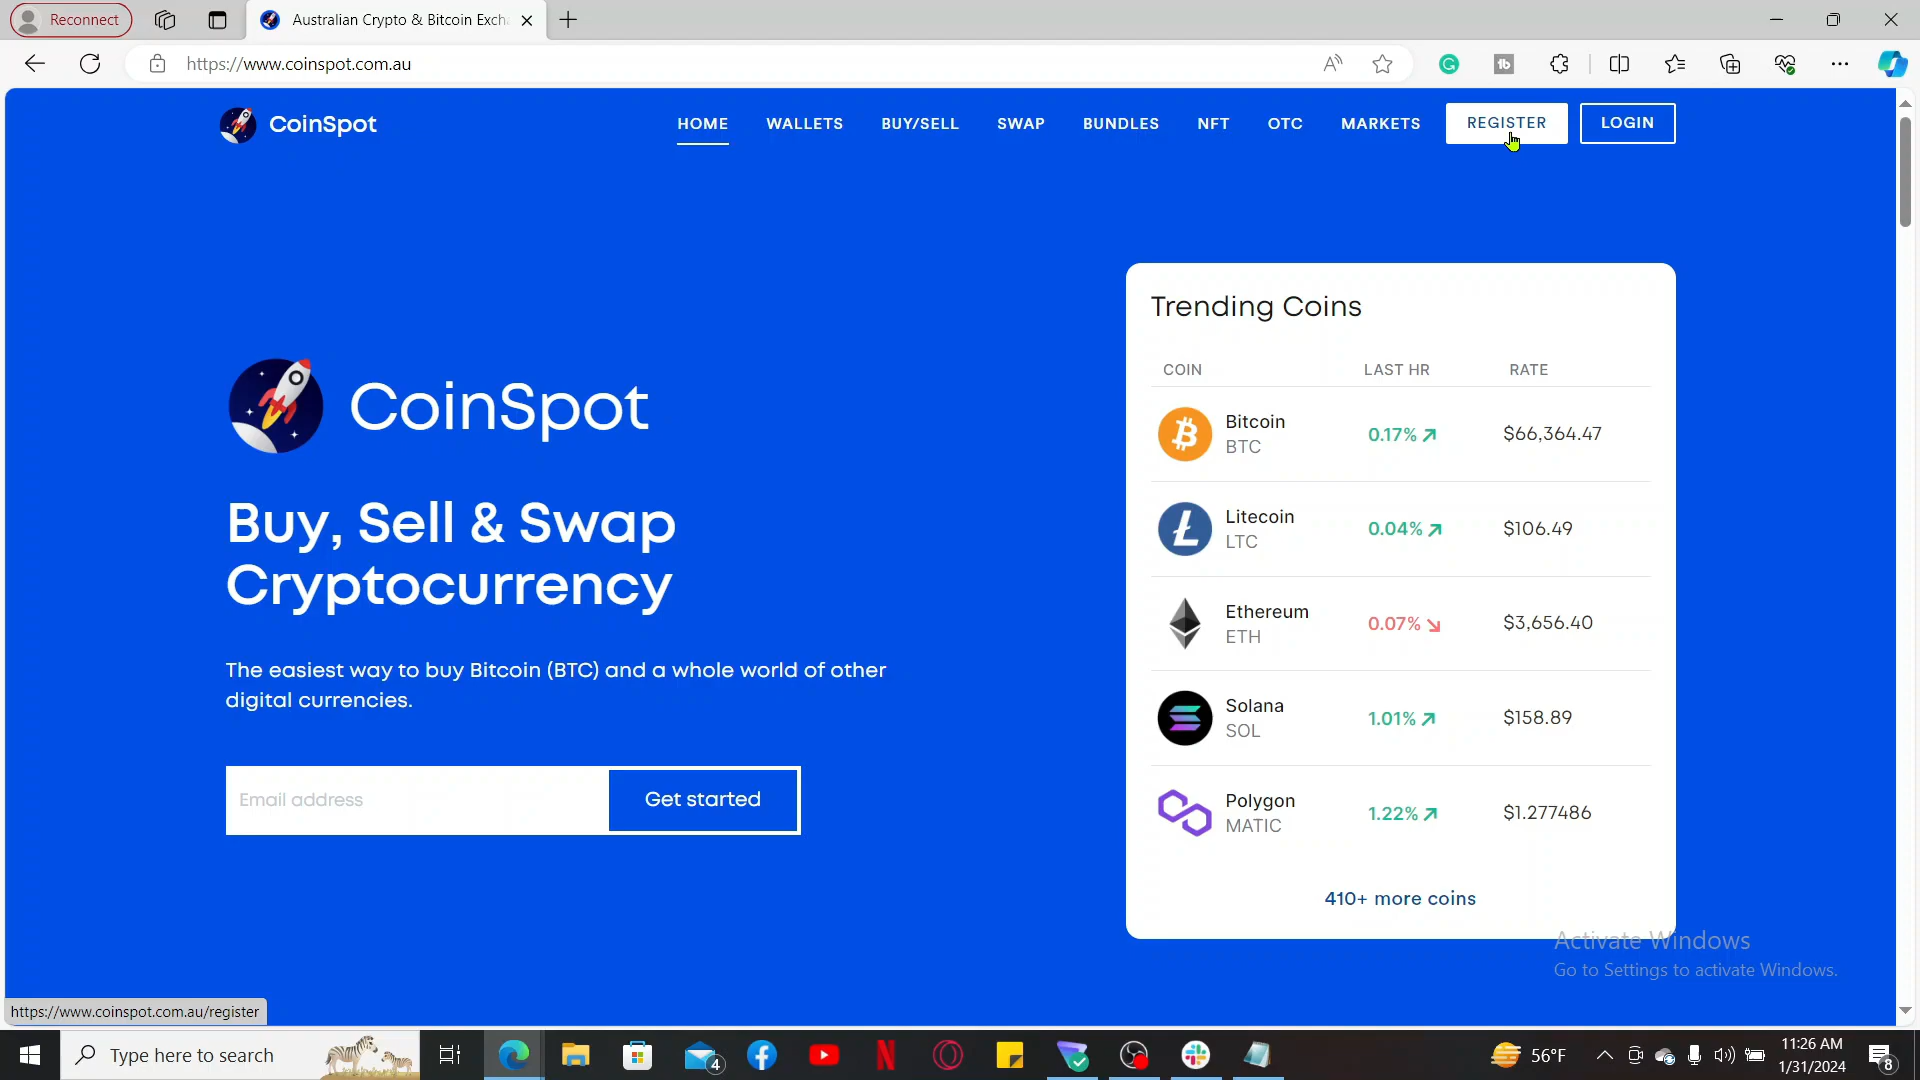 Reconnect
Australian Crypto & Bitcoin Exch
https://www.coinspot.com.au
CoinSpot
HOME
WALLETS
BUY/SELL
SWAP
BUNDLES
NFT
OTC
MARKETS
REGISTER
LOGIN
CoinSpot
Buy, Sell & Swap
Cryptocurrency
The easiest way to buy Bitcoin (BTC) and a whole world of other
digital currencies.
Email address
Get started
Trending Coins
COIN LAST HR RATE
Bitcoin
BTC
0.17%
$66,364.47
Litecoin
LTC
0.04%
$106.49
Ethereum
ETH
0.07%
$3,656.40
Solana
SOL
1.01%
$158.89
Polygon
MATIC
1.22%
$1.277486
410+ more coins
Activate Windows
Go to Settings to activate Windows.
https://www.coinspot.com.au/register
Type here to search
4
56°F
11:26 AM
1/31/2024
8